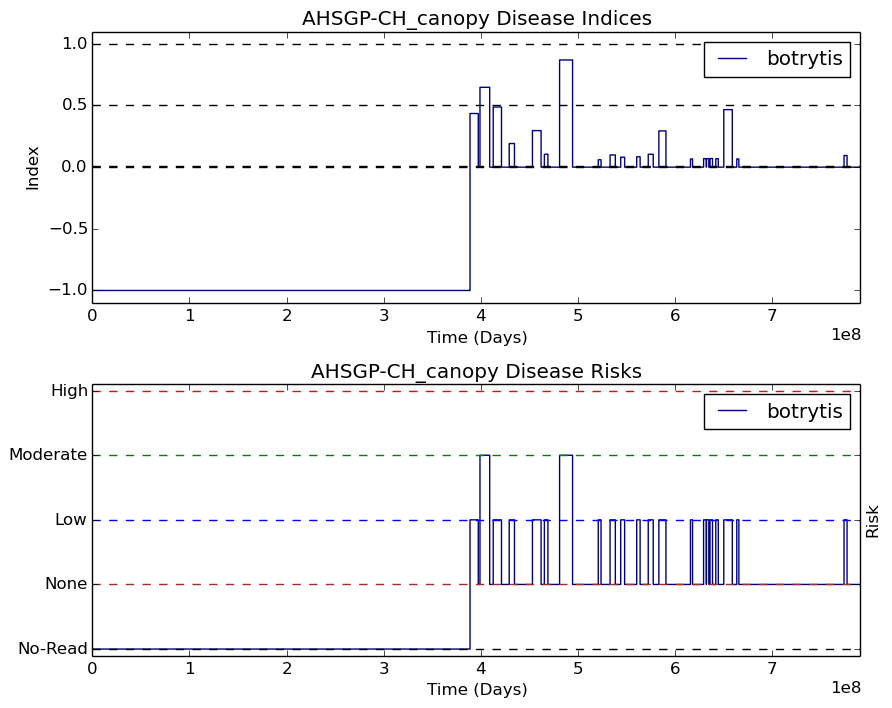 AHSGP-CH_canopy Disease Indices
1.0
0.5
0.0
−0.5
−1.0
Index
botrytis
0 1 2 3 4 5 6 7
1e8
Time (Days)
AHSGP-CH_canopy Disease Risks
High
Moderate
Low
None
No-Read
botrytis
Risk
0 1 2 3 4 5 6 7
1e8
Time (Days)